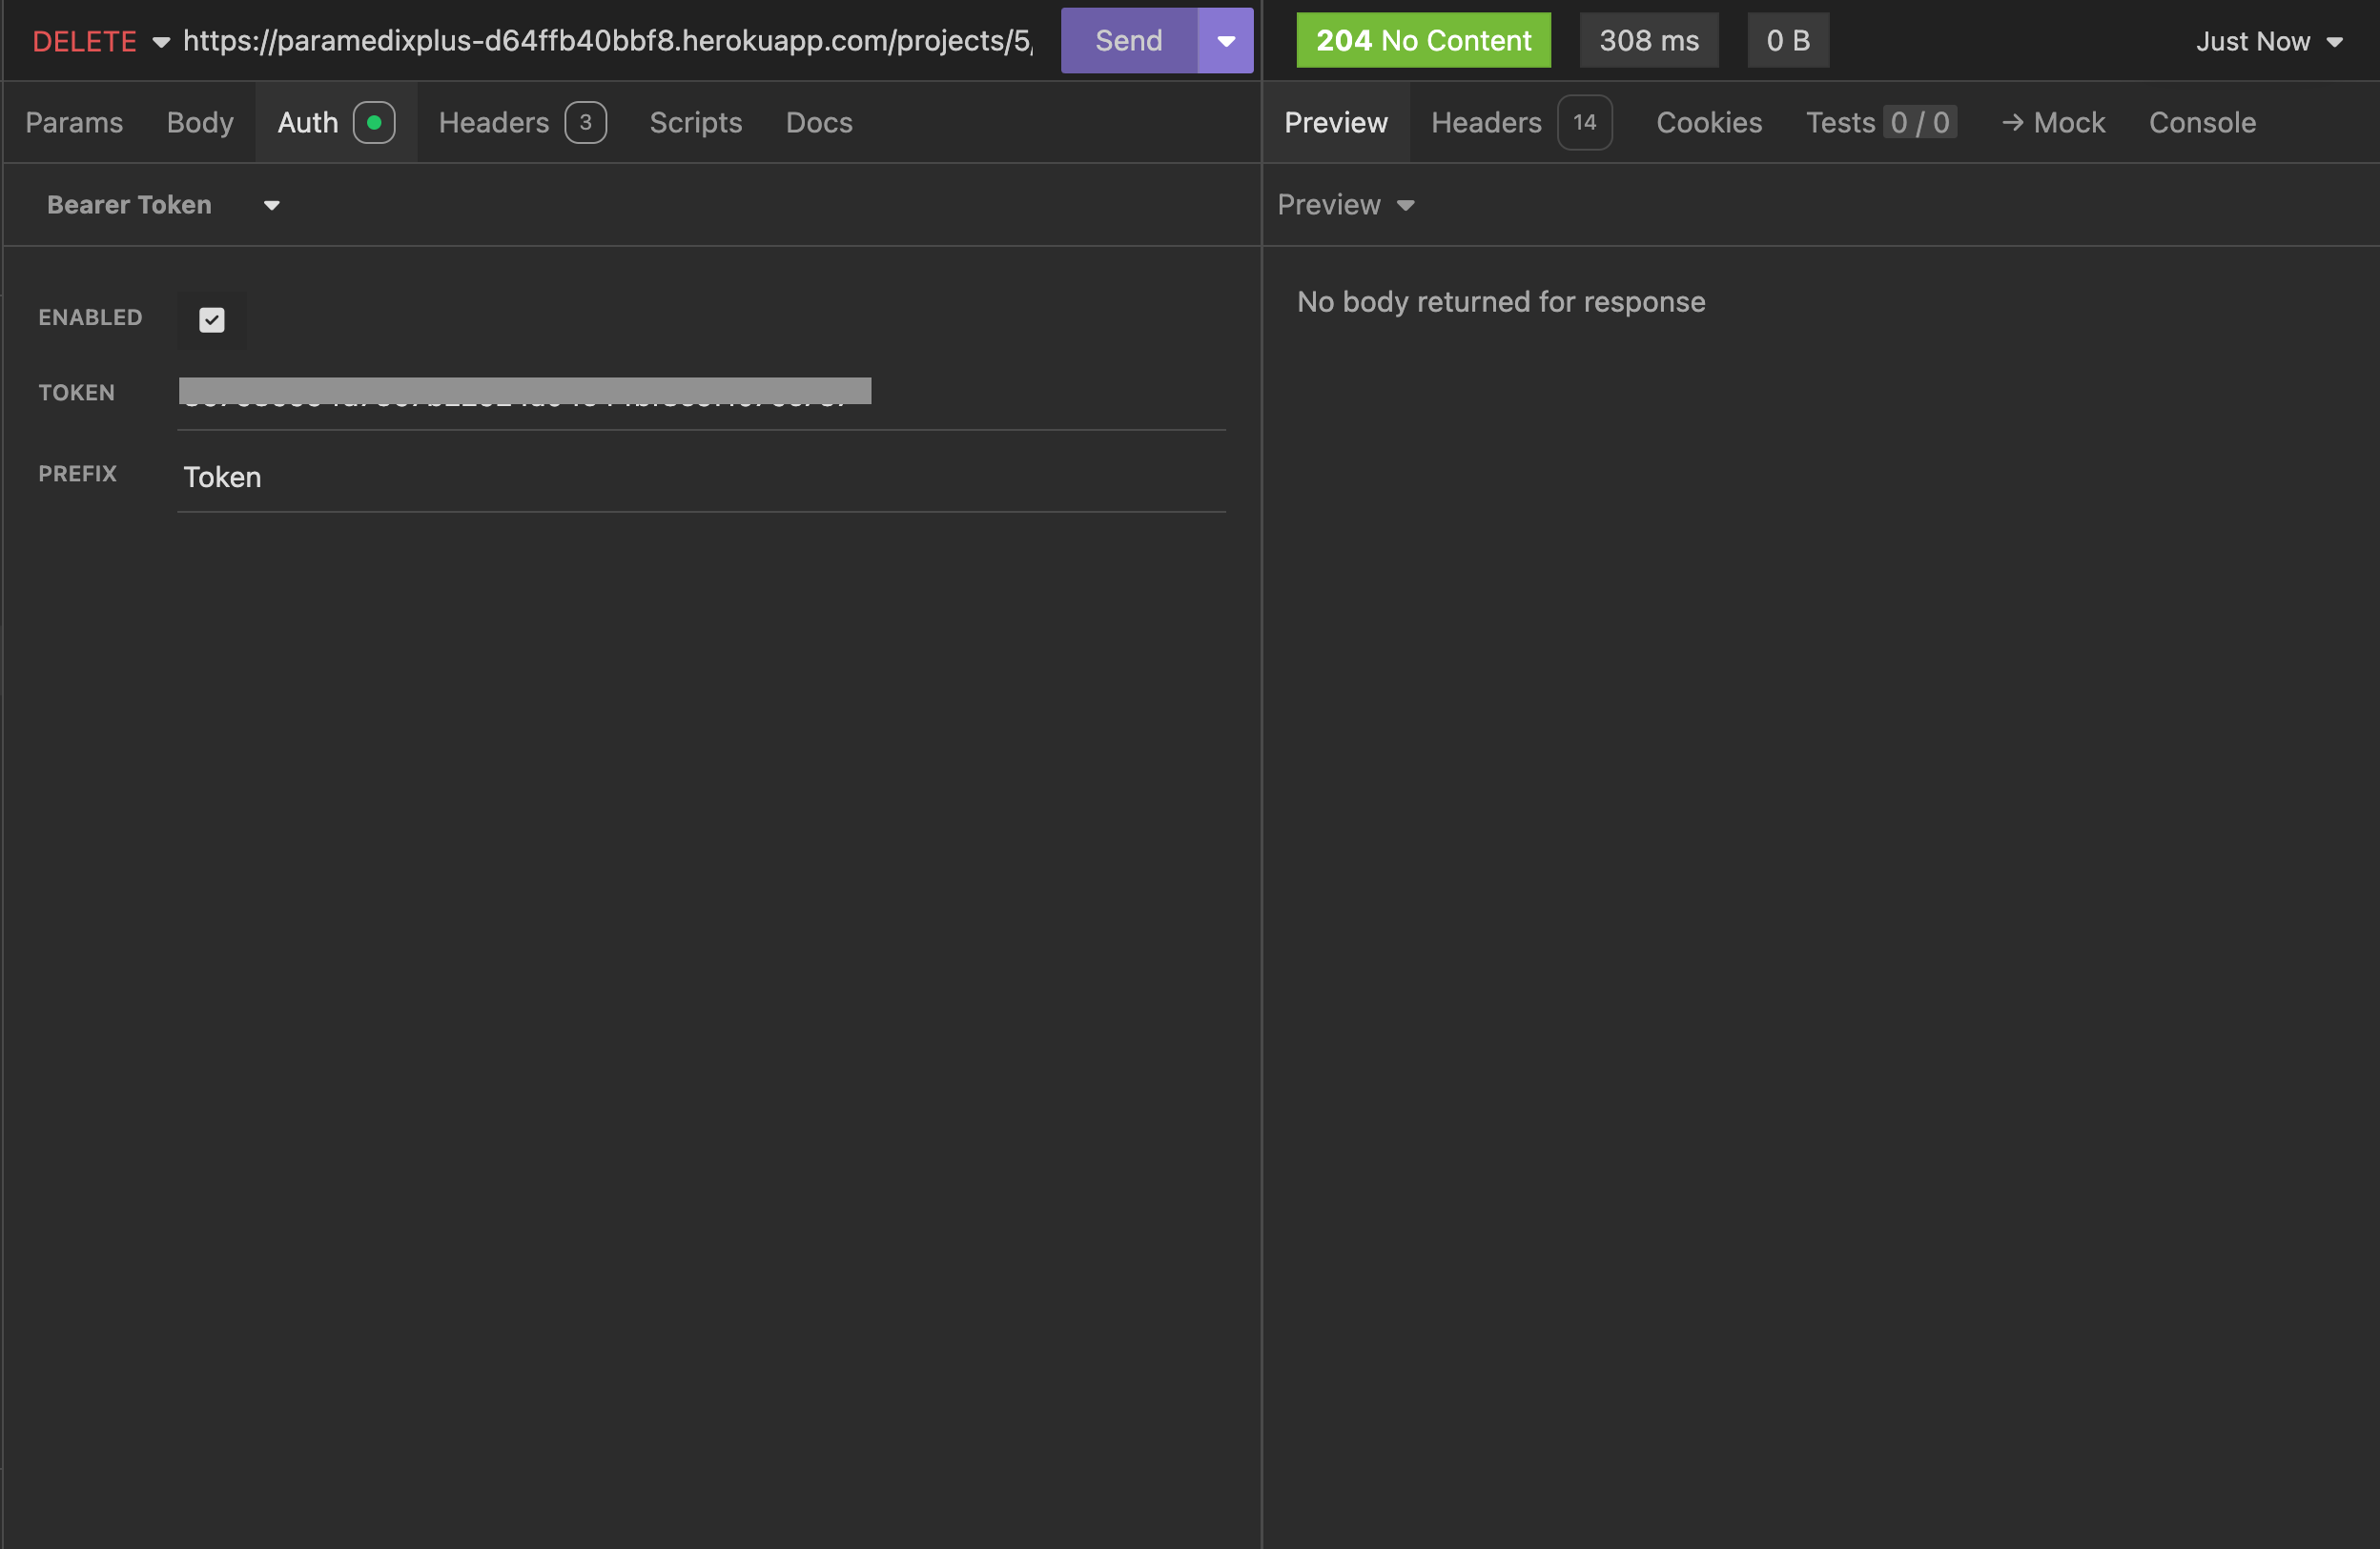 DELETE https://paramedixplus-d64ffb40bbf8.herokuapp.com/projects/5/ Send
Params Body Auth Headers 3 Scripts Docs
Bearer Token
ENABLED
TOKEN
PREFIX Token
204 No Content 308 ms 0 B Just Now
Preview Headers 14 Cookies Tests 0 / 0 → Mock Console
Preview
No body returned for response